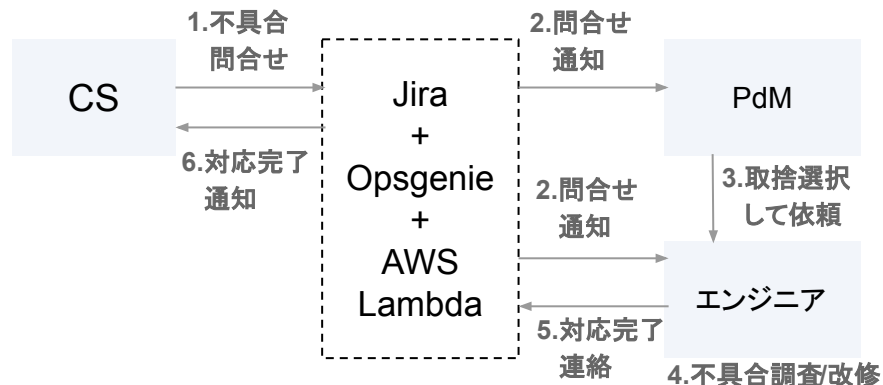 1.不具合
問合せ
CS
6.対応完了
通知
Jira
+
Opsgenie
+
AWS
Lambda
2.問合せ
通知
PdM
3.取捨選択
して依頼
2.問合せ
通知
エンジニア
5.対応完了
連絡
4.不具合調査/改修